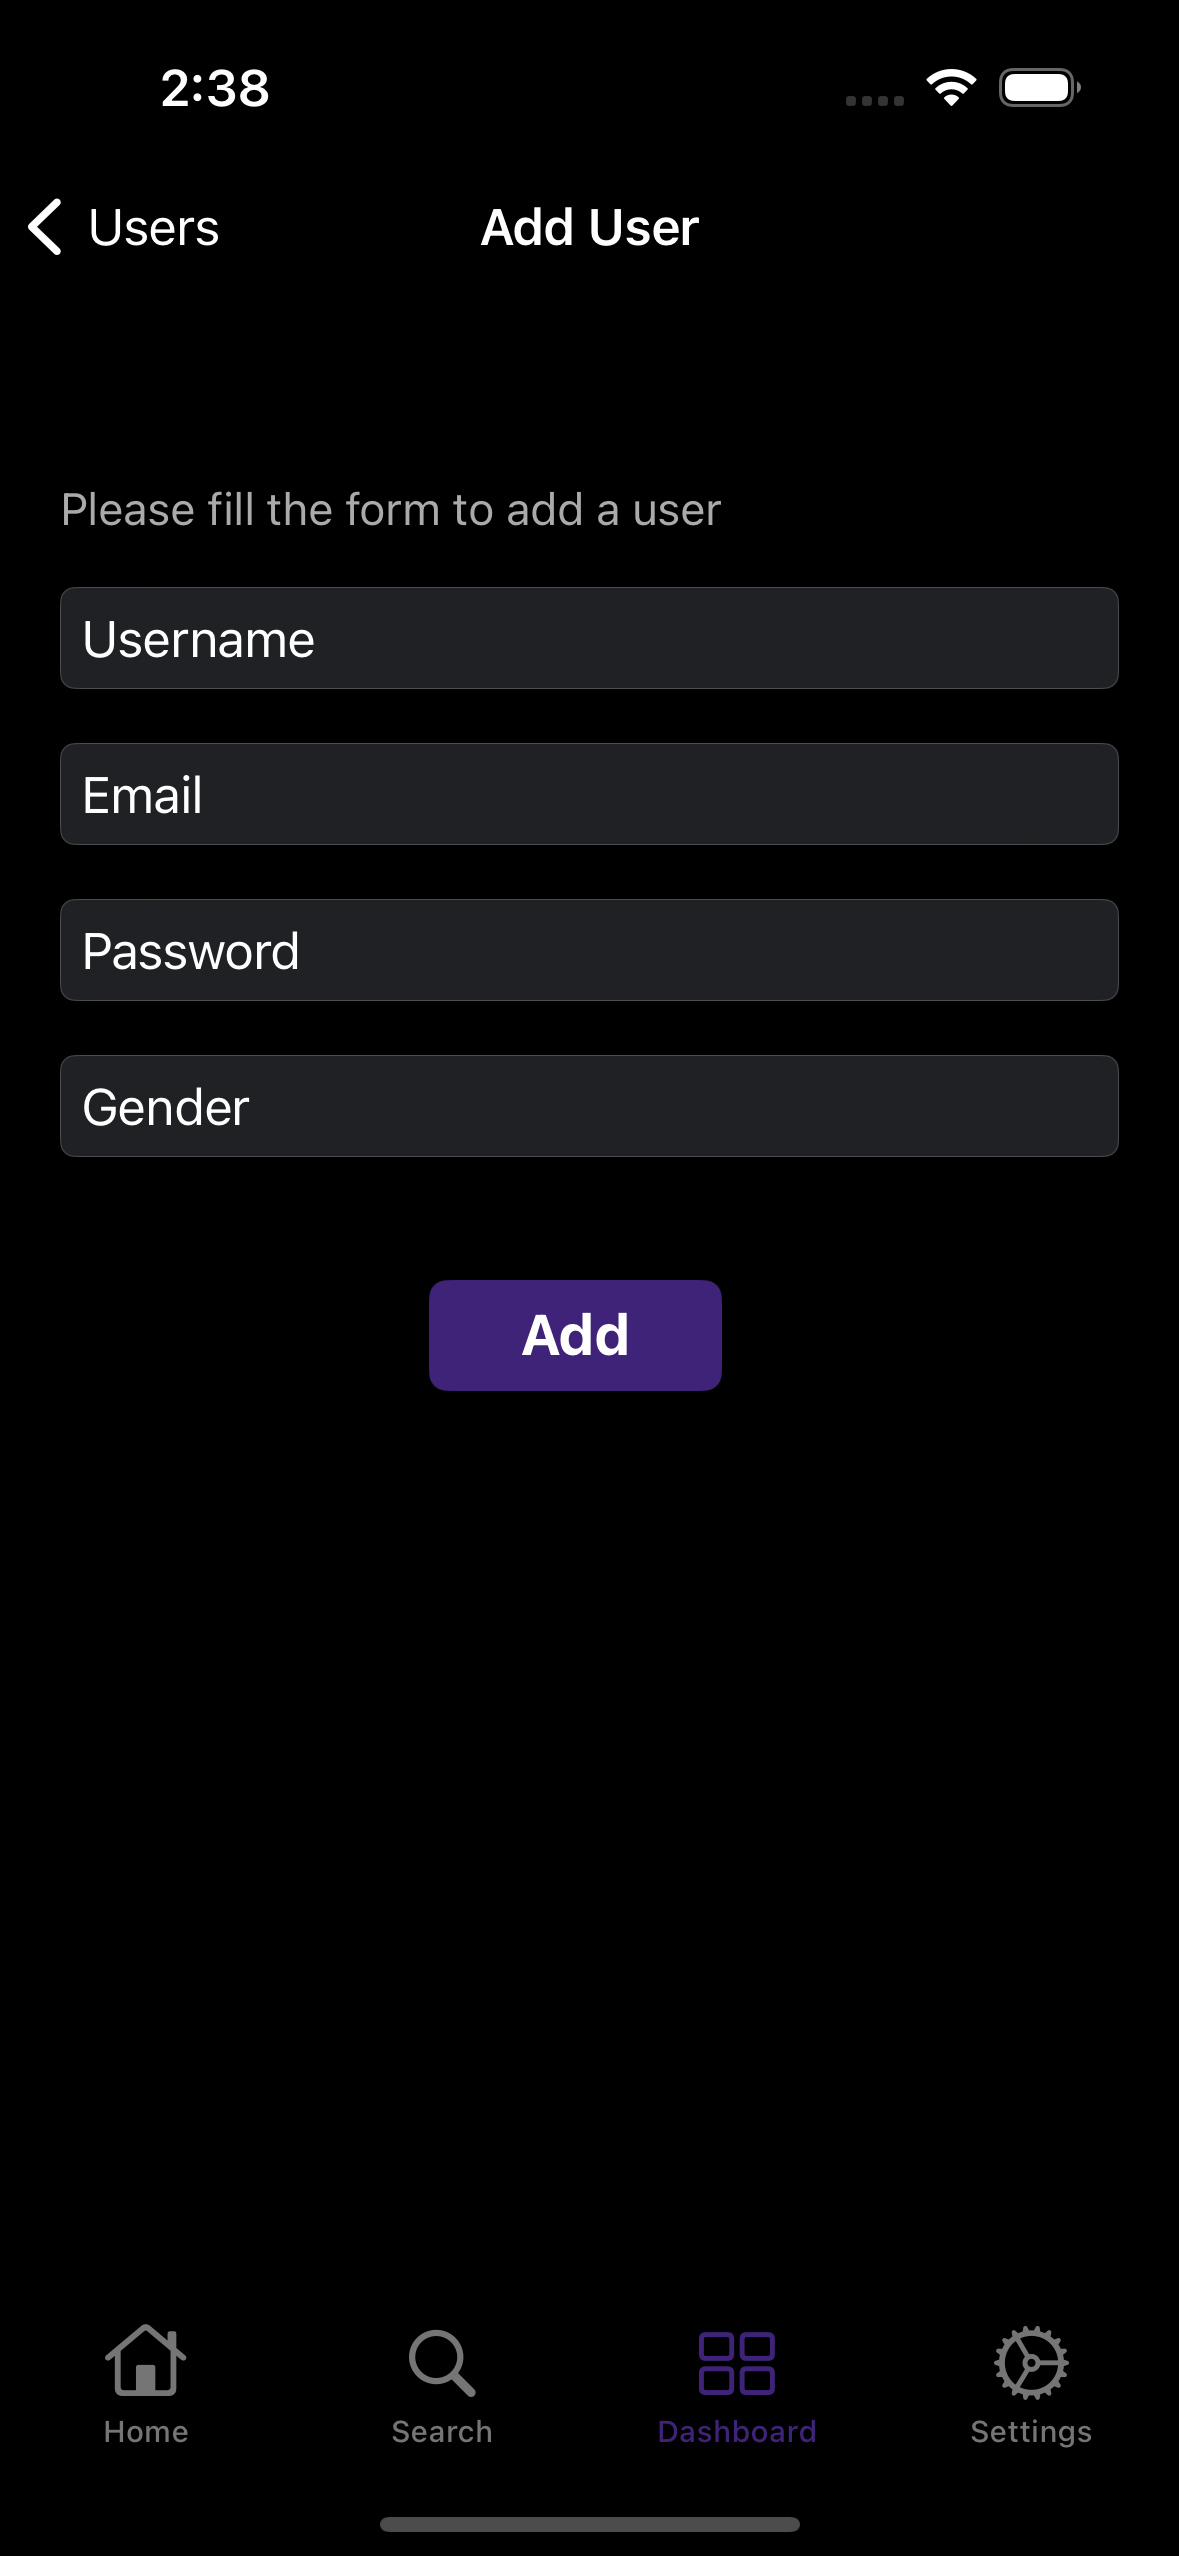 2:38
Users
Add User
Please fill the form to add a user
Username
Email
Password
Gender
Add
Home
Search
Dashboard
Settings